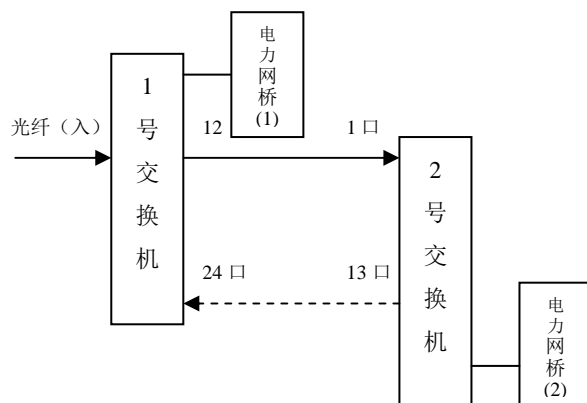 光纤（入）
1号交换机
电力网桥(1)
12
1 口
2号交换机
24 口
13 口
电力网桥(2)